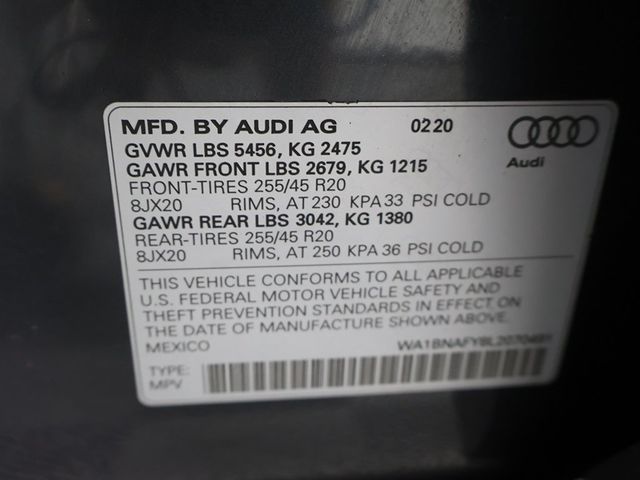 MFD. BY AUDI AG 0220
GVWR LBS 5456, KG 2475
GAWR FRONT LBS 2679, KG 1215
FRONT-TIRES 255/45 R20
8JX20 RIMS, AT 230 KPA 33 PSI COLD
GAWR REAR LBS 3042, KG 1380
REAR-TIRES 255/45 R20
8JX20 RIMS, AT 250 KPA 36 PSI COLD
Audi
THIS VEHICLE CONFORMS TO ALL APPLICABLE
U.S. FEDERAL MOTOR VEHICLE SAFETY AND
THEFT PREVENTION STANDARDS IN EFFECT ON
THE DATE OF MANUFACTURE SHOWN ABOVE.
MEXICO
TYPE:
MPV